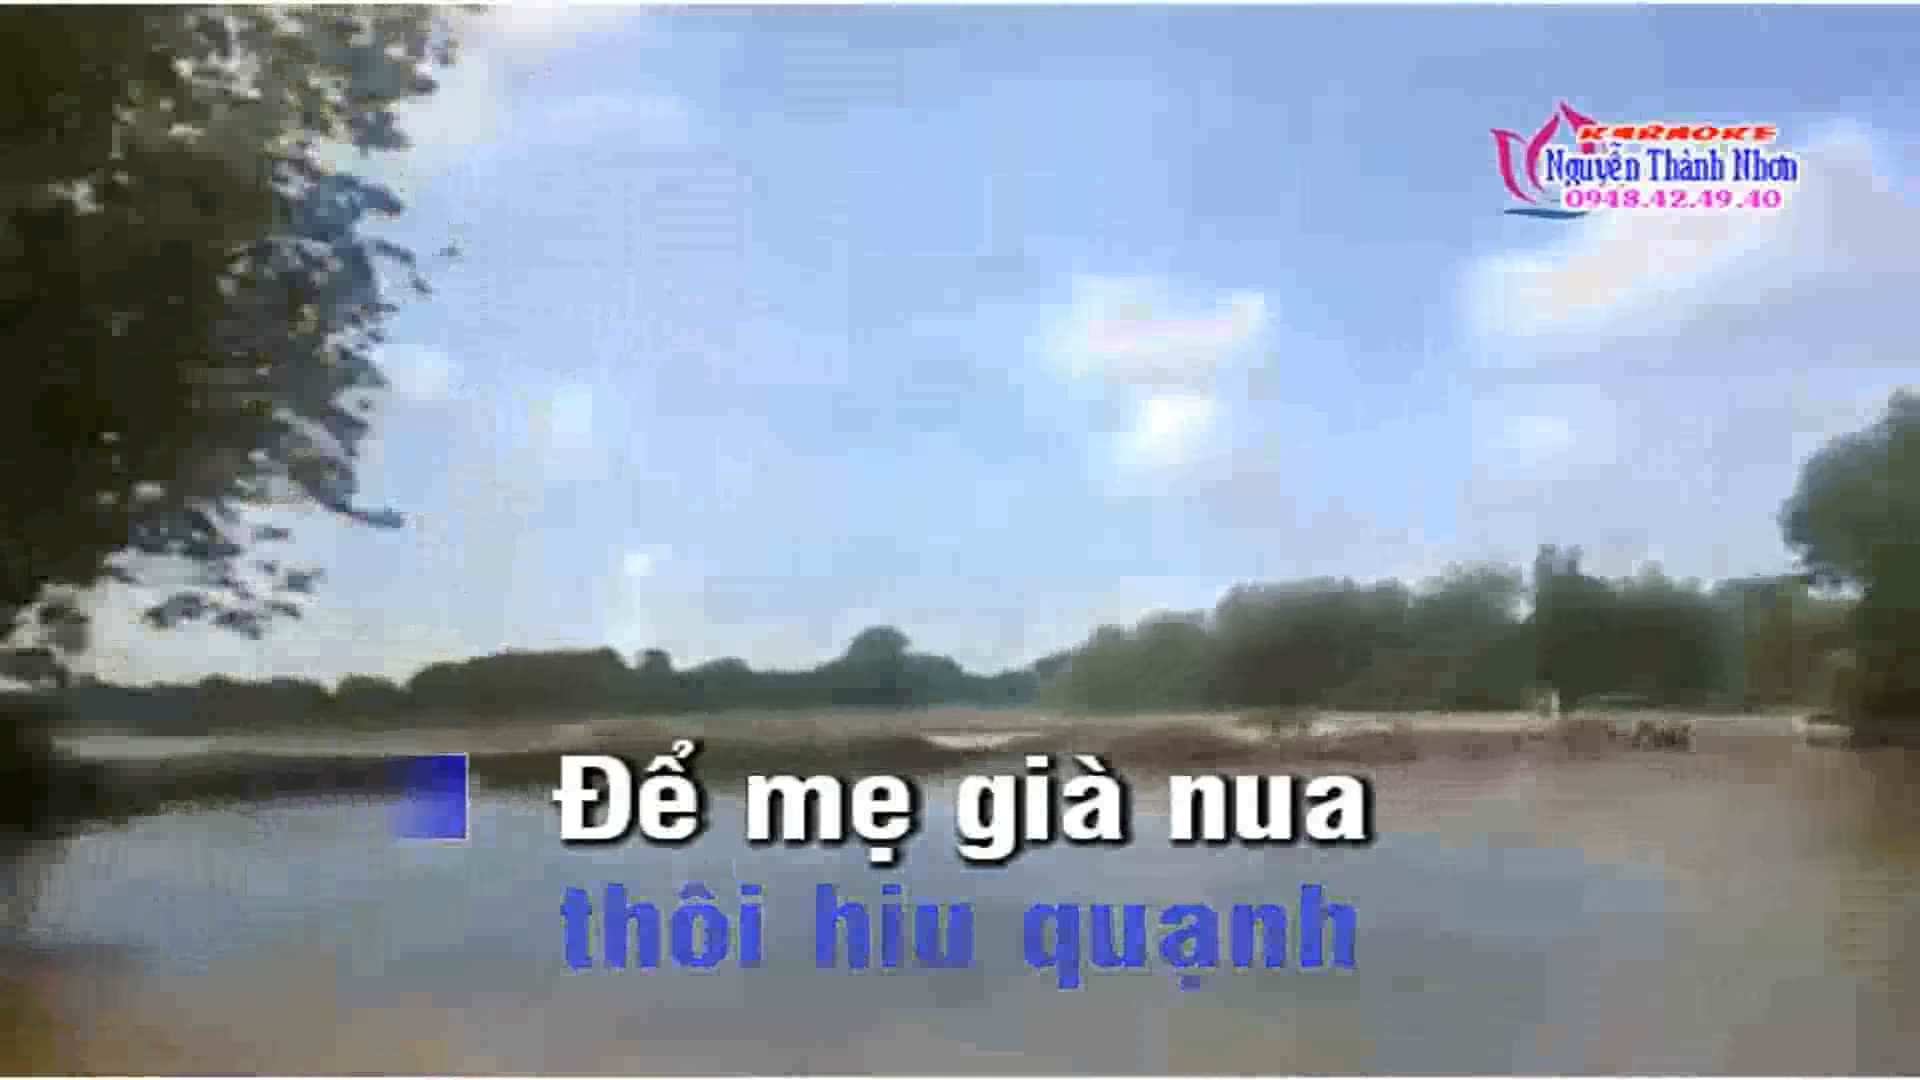 KARAOKE
Nguyễn Thành Nhơn
0948.42.49.40
Để mẹ già nua
thôi hiu quạnh